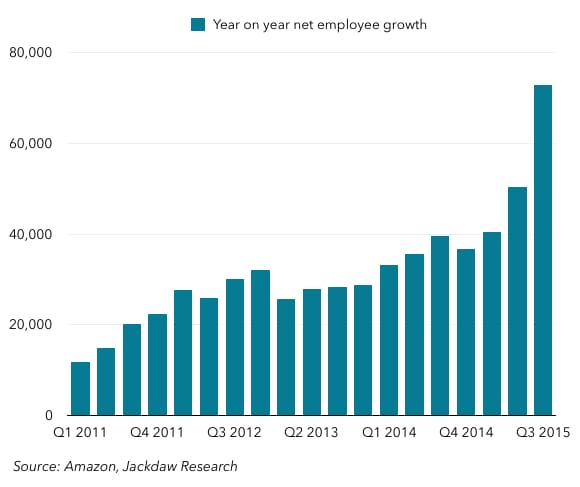 Year on year net employee growth
80,000
60,000
40,000
20,000
0
Q1 2011 Q4 2011 Q3 2012 Q2 2013 Q1 2014 Q4 2014 Q3 2015
Source: Amazon, Jackdaw Research